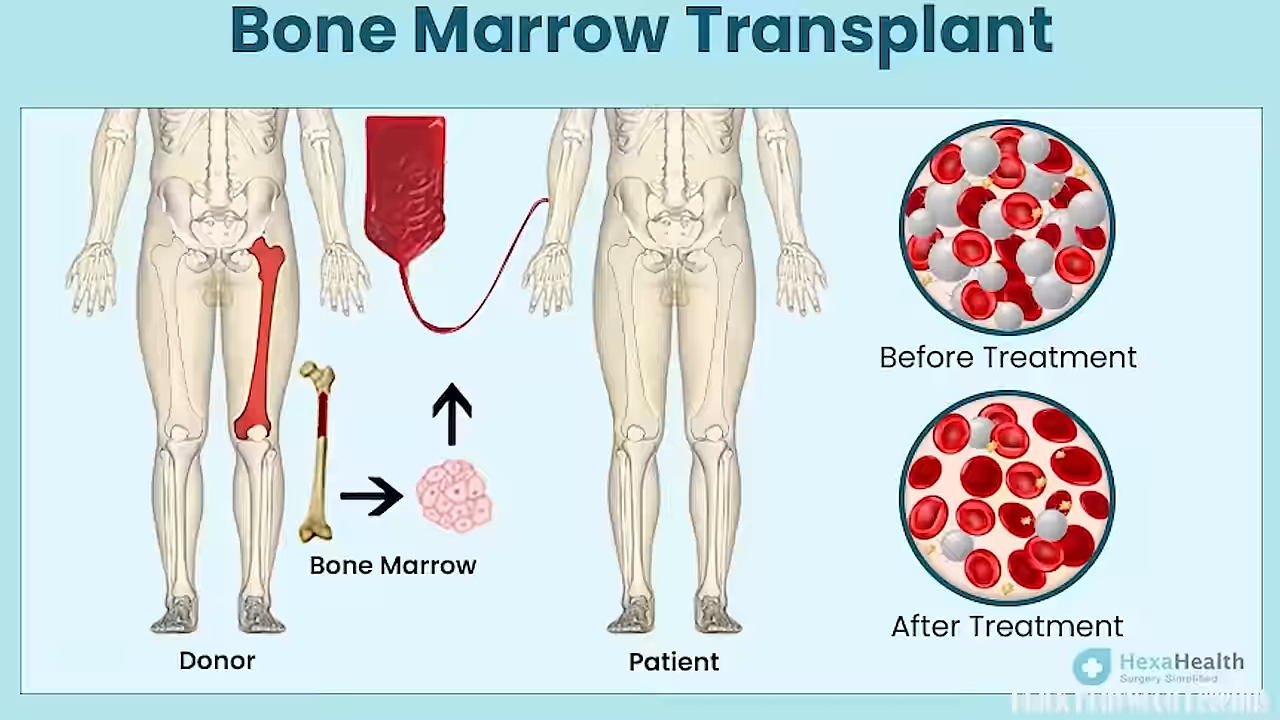 Bone Marrow Transplant
Before Treatment
Bone Marrow
After Treatment
Donor
Patient
HexaHealth
Surgery Simplified